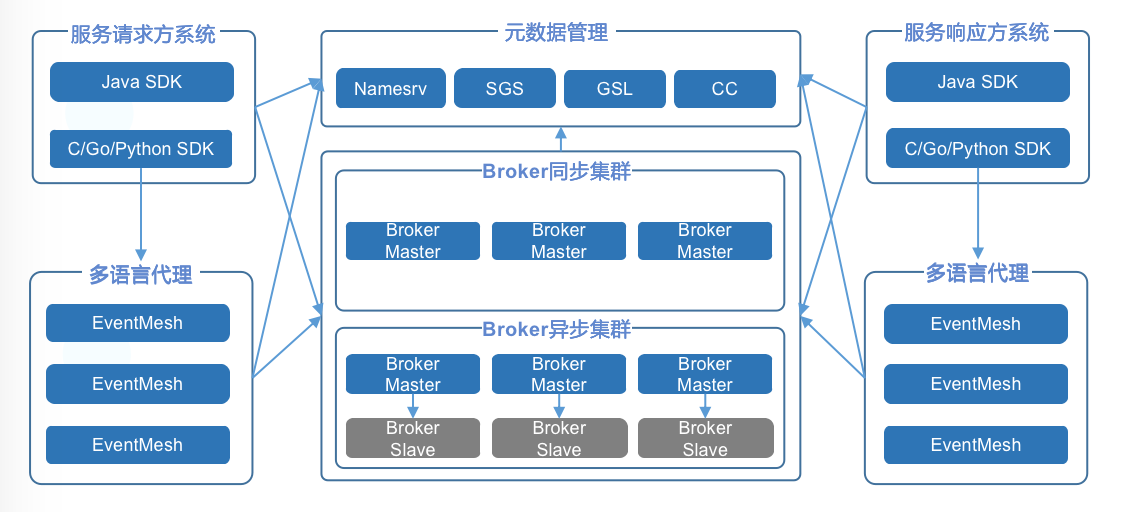 服务请求方系统
Java SDK
C/Go/Python SDK
多语言代理
EventMesh
EventMesh
EventMesh
元数据管理
Namesrv
SGS
GSL
CC
Broker同步集群
Broker
Master
Broker
Master
Broker
Master
Broker异步集群
Broker
Master
Broker
Master
Broker
Master
Broker
Slave
Broker
Slave
Broker
Slave
服务响应方系统
Java SDK
C/Go/Python SDK
多语言代理
EventMesh
EventMesh
EventMesh